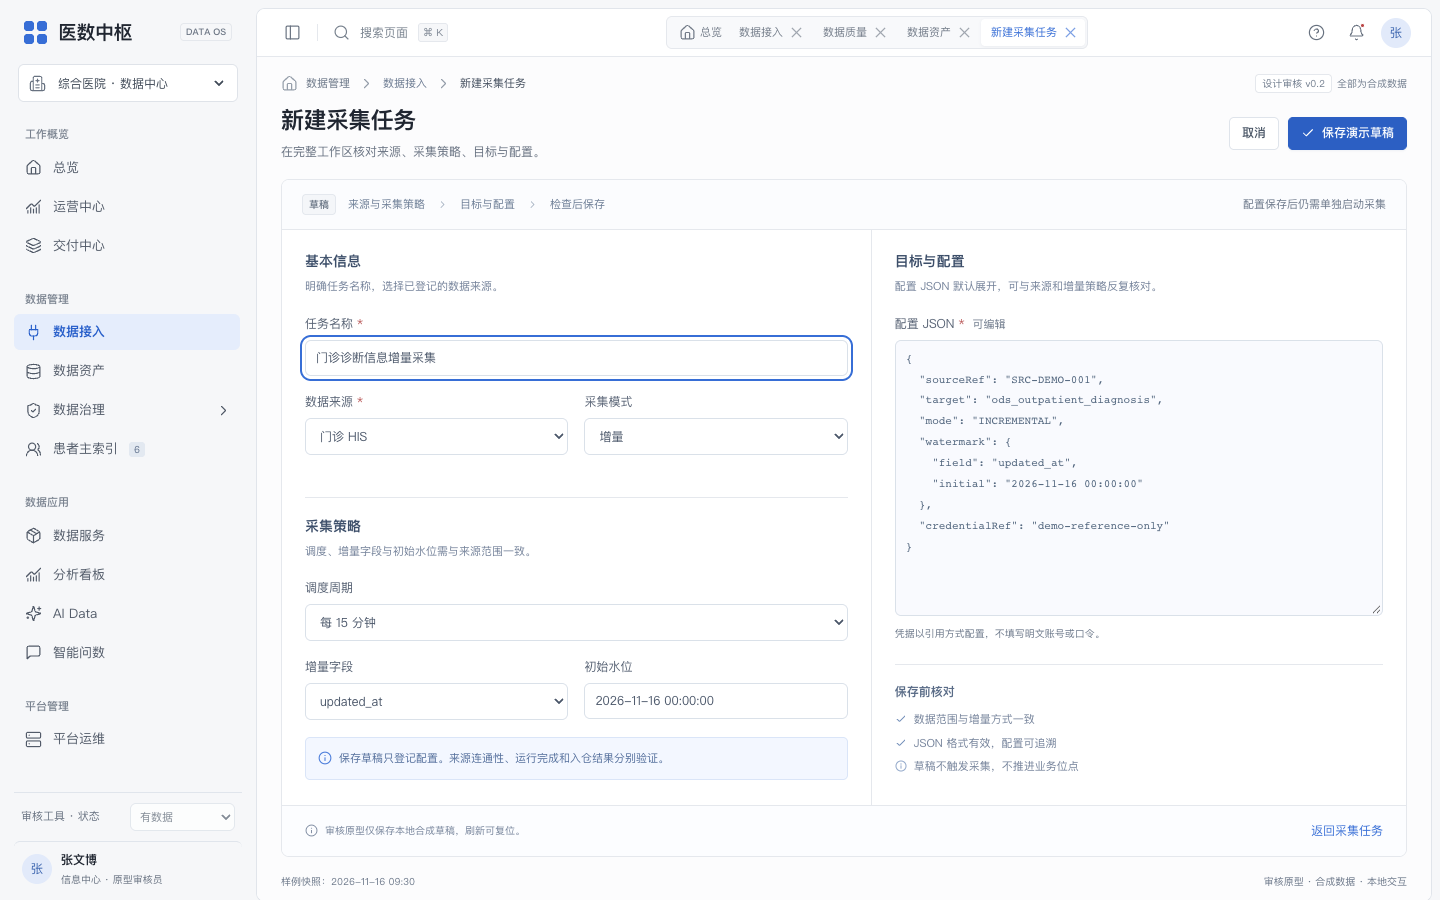 医数中枢
DATA OS
综合医院 · 数据中心
工作概览
总览
运营中心
交付中心
数据管理
数据接入
数据资产
数据治理
患者主索引 6
数据应用
数据服务
分析看板
AI Data
智能问数
平台管理
平台运维
审核工具 · 状态 有数据
张 张文博
信息中心 · 原型审核员
搜索页面 ⌘ K
总览 数据接入 数据质量 数据资产 新建采集任务
张
数据管理 数据接入 新建采集任务
设计审核 v0.2 全部为合成数据
新建采集任务
在完整工作区核对来源、采集策略、目标与配置。
取消 保存演示草稿
草稿 来源与采集策略 目标与配置 检查后保存
配置保存后仍需单独启动采集
基本信息
明确任务名称，选择已登记的数据来源。
任务名称 *
门诊诊断信息增量采集
数据来源 * 采集模式
门诊 HIS 增量
采集策略
调度、增量字段与初始水位需与来源范围一致。
调度周期
每 15 分钟
增量字段 初始水位
updated_at 2026-11-16 00:00:00
保存草稿只登记配置。来源连通性、运行完成和入仓结果分别验证。
目标与配置
配置 JSON 默认展开，可与来源和增量策略反复核对。
配置 JSON * 可编辑
{
"sourceRef": "SRC-DEMO-001",
"target": "ods_outpatient_diagnosis",
"mode": "INCREMENTAL",
"watermark": {
"field": "updated_at",
"initial": "2026-11-16 00:00:00"
},
"credentialRef": "demo-reference-only"
}
凭据以引用方式配置，不填写明文账号或口令。
保存前核对
数据范围与增量方式一致
JSON 格式有效，配置可追溯
草稿不触发采集，不推进业务位点
审核原型仅保存本地合成草稿，刷新可复位。
返回采集任务
样例快照：2026-11-16 09:30
审核原型 · 合成数据 · 本地交互